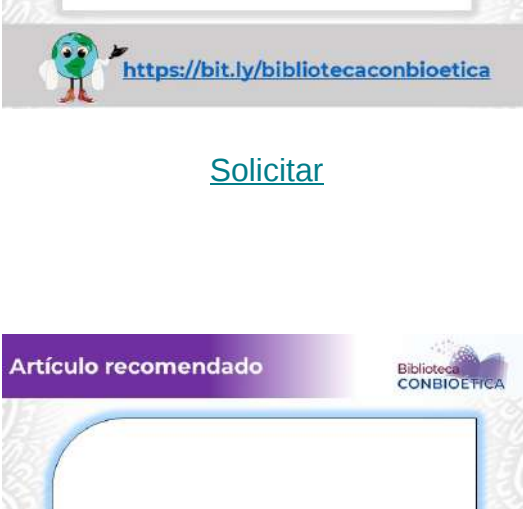 https://bit.ly/bibliotecaconbioetica
Solicitar
Artículo recomendado
Biblioteca
CONBIOÉTICA